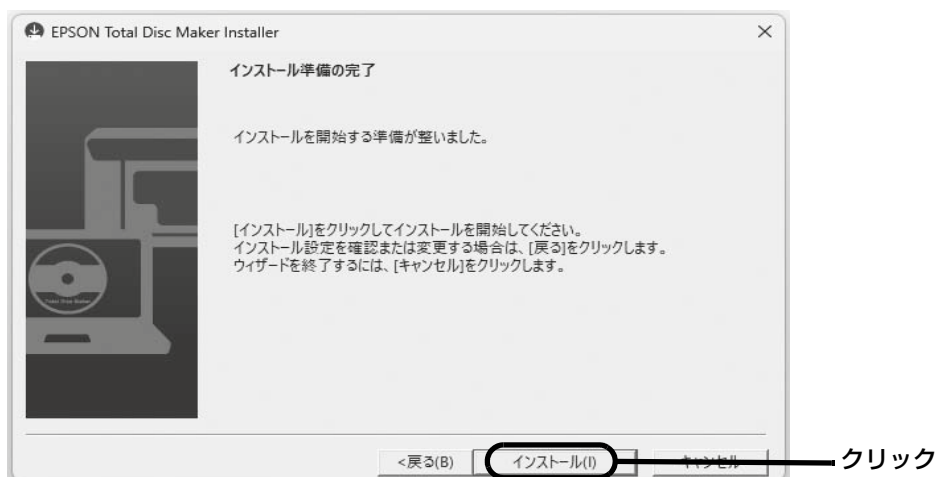 EPSON Total Disc Maker Installer
インストール準備の完了
インストールを開始する準備が整いました。
[インストール]をクリックしてインストールを開始してください。
インストール設定を確認または変更する場合は、[戻る]をクリックします。
ウィザードを終了するには、[キャンセル]をクリックします。
Total Disc Maker
<戻る(B)
インストール(I)
キャンセル
クリック